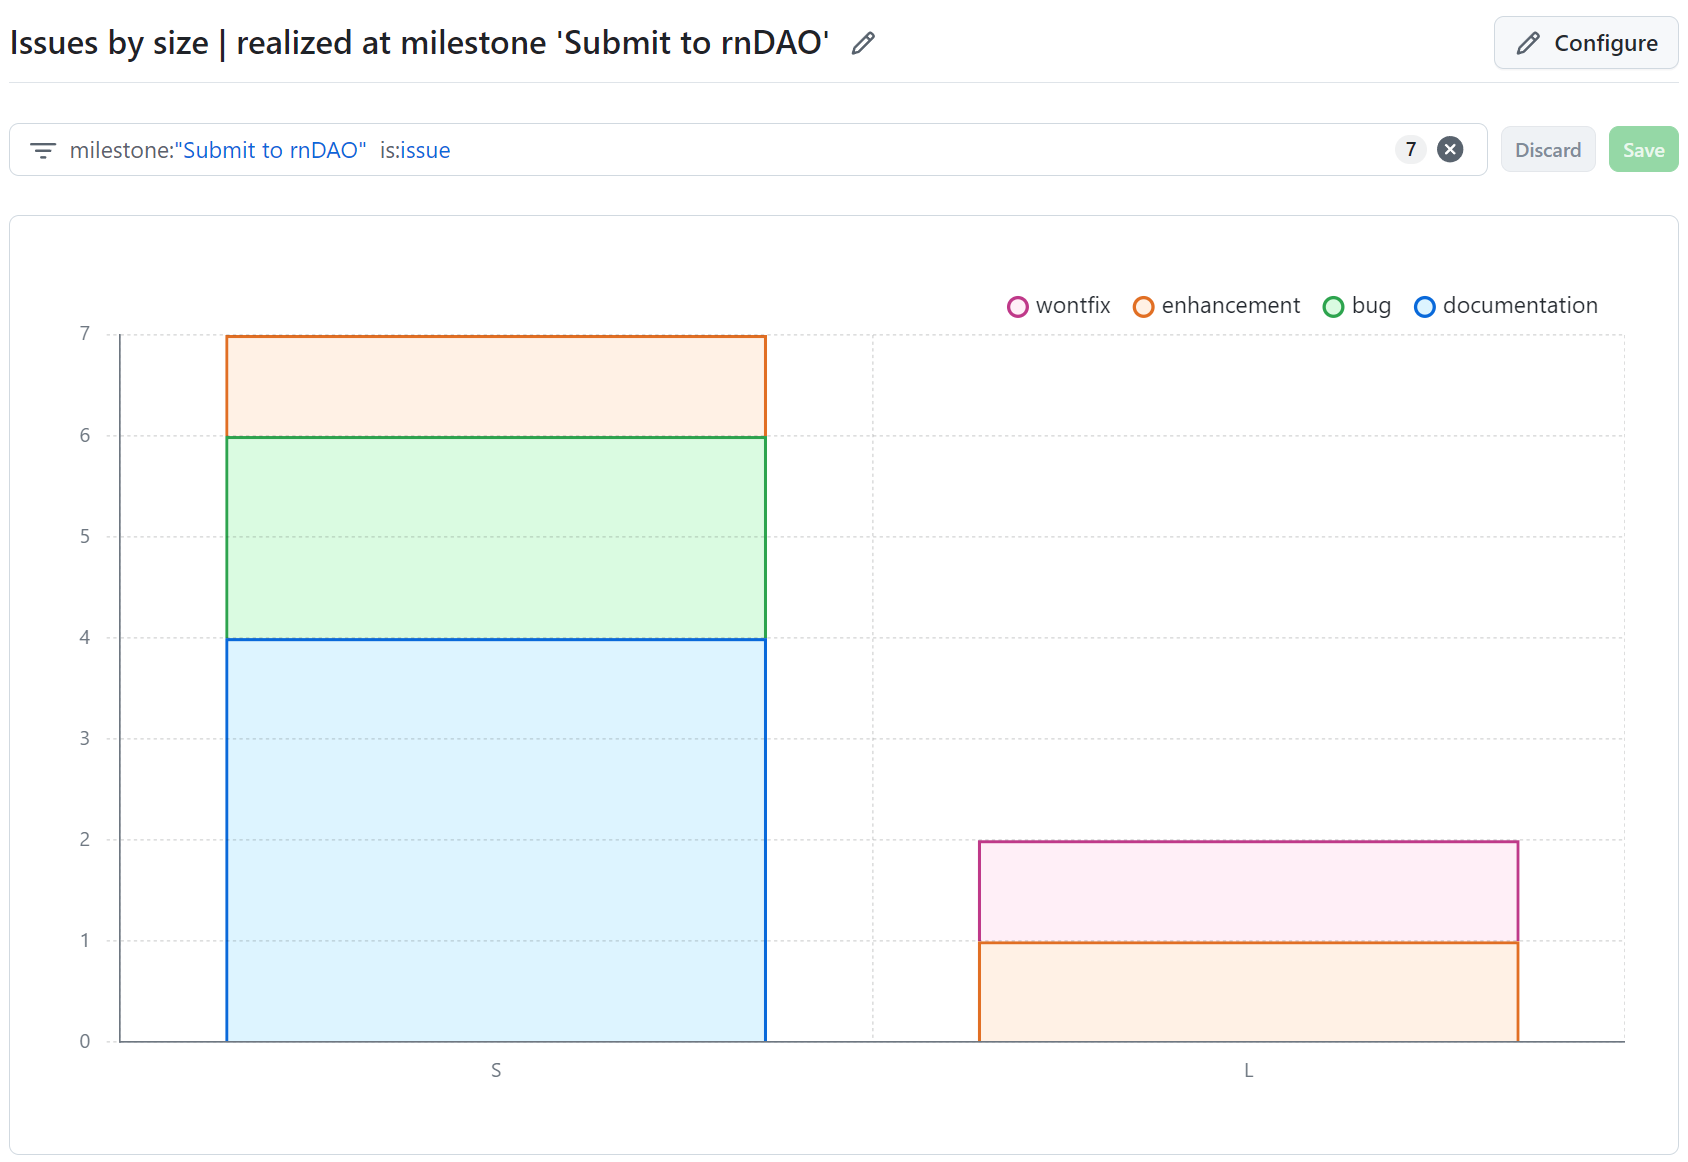 Issues by size | realized at milestone 'Submit to rnDAO'
Configure
milestone:"Submit to rnDAO" is:issue
7
Discard
Save
wontfix
enhancement
bug
documentation
7
6
5
4
3
2
1
0
S
L